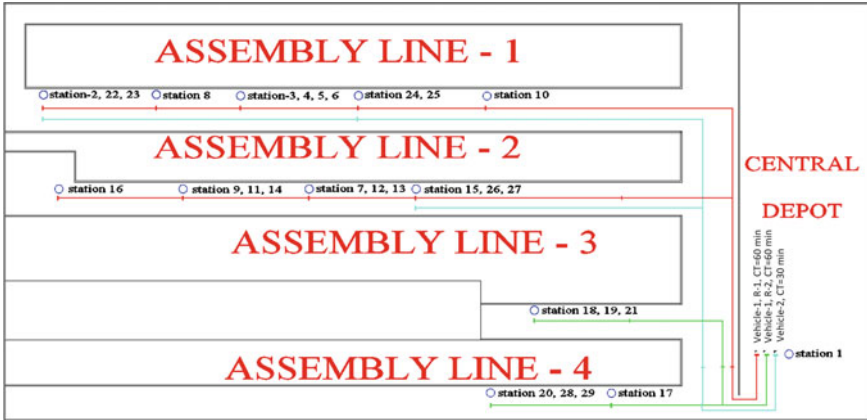 ASSEMBLY LINE - 1
station-2, 22, 23 station 8 station-3, 4, 5, 6 station 24, 25 station 10
ASSEMBLY LINE - 2
station 16 station 9, 11, 14 station 7, 12, 13 station 15, 26, 27
CENTRAL
DEPOT
ASSEMBLY LINE - 3
station 18, 19, 21
Vehicle-1, R-1, CT=60 min
Vehicle-1, R-2, CT=60 min
Vehicle-2, CT=30 min
station 1
ASSEMBLY LINE - 4
station 20, 28, 29 station 17